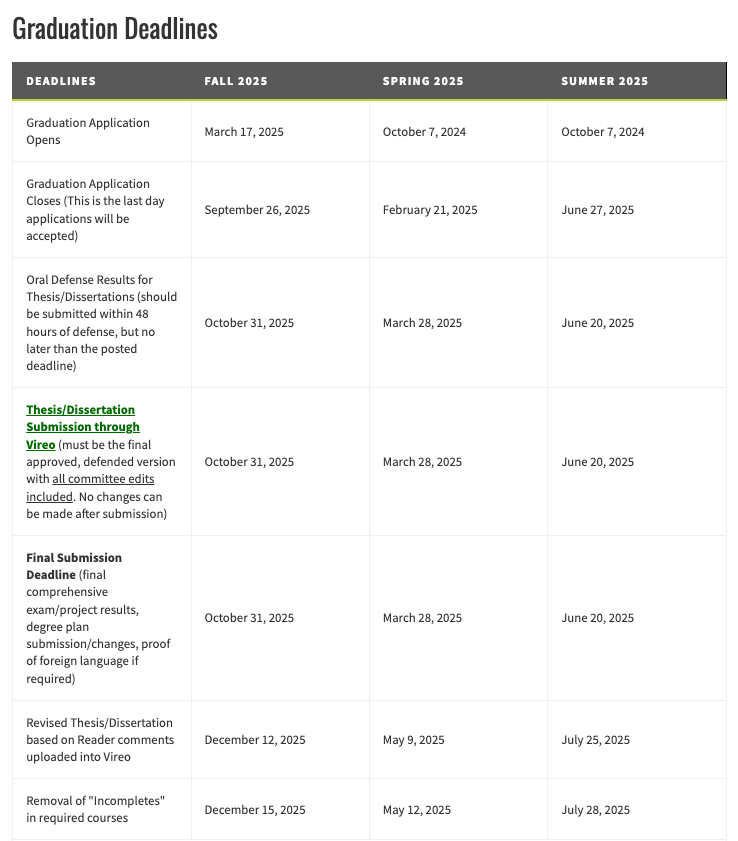 Graduation Deadlines
DEADLINES FALL 2025 SPRING 2025 SUMMER 2025
Graduation Application
Opens
March 17, 2025 October 7, 2024 October 7, 2024
Graduation Application
Closes (This is the last day
applications will be
accepted)
September 26, 2025 February 21, 2025 June 27, 2025
Oral Defense Results for
Thesis/Dissertations (should
be submitted within 48
hours of defense, but no
later than the posted
deadline)
October 31, 2025 March 28, 2025 June 20, 2025
Thesis/Dissertation
Submission through
Vireo (must be the final
approved, defended version
with all committee edits
included. No changes can
be made after submission)
October 31, 2025 March 28, 2025 June 20, 2025
Final Submission
Deadline (final
comprehensive
exam/project results,
degree plan
submission/changes, proof
of foreign language if
required)
October 31, 2025 March 28, 2025 June 20, 2025
Revised Thesis/Dissertation
based on Reader comments
uploaded into Vireo
December 12, 2025 May 9, 2025 July 25, 2025
Removal of "Incompletes"
in required courses
December 15, 2025 May 12, 2025 July 28, 2025